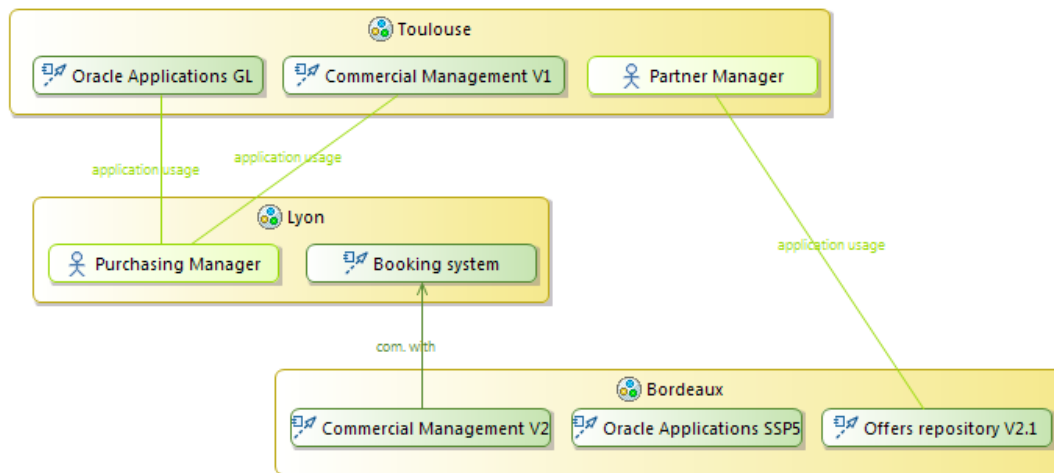 Toulouse
Oracle Applications GL
Commercial Management V1
Partner Manager
application usage
application usage
Lyon
Purchasing Manager
Booking system
application usage
com. with
Bordeaux
Commercial Management V2
Oracle Applications SSP5
Offers repository V2.1